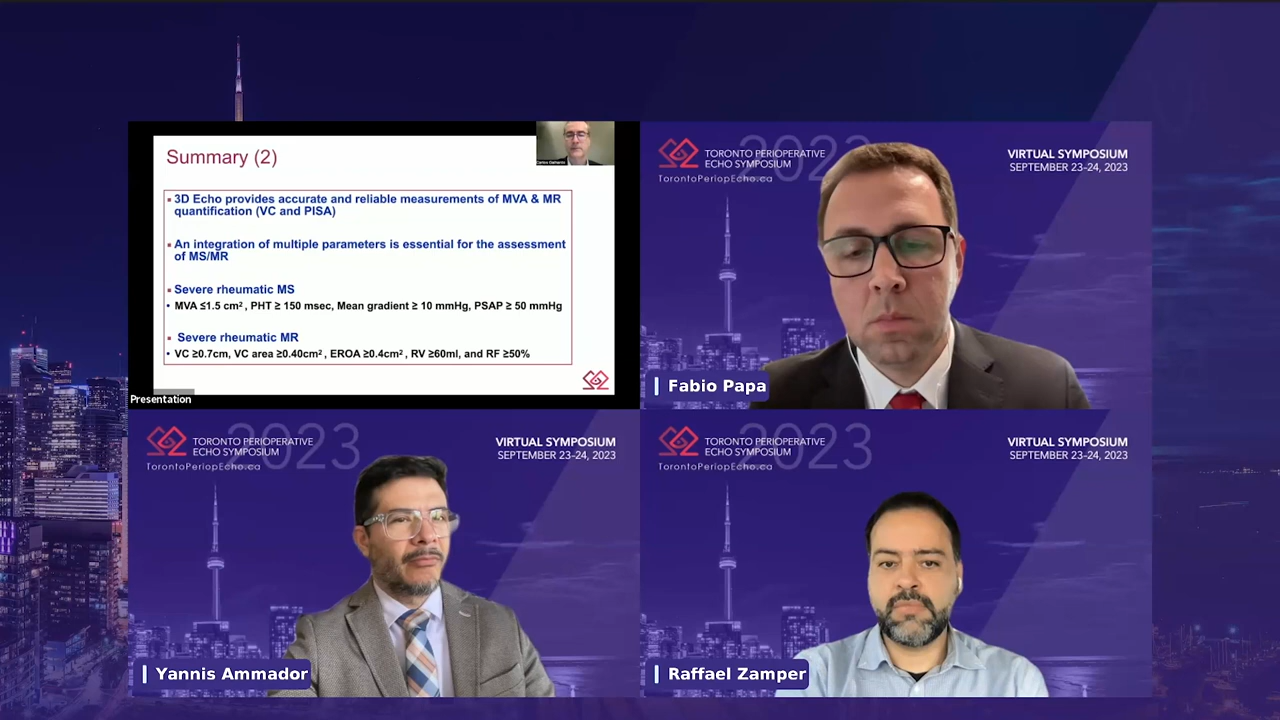 Summary (2)
▪ 3D Echo provides accurate and reliable measurements of MVA & MR
quantification (VC and PISA)
▪ An integration of multiple parameters is essential for the assessment
of MS/MR
▪ Severe rheumatic MS
• MVA ≤1.5 cm², PHT ≥ 150 msec, Mean gradient ≥ 10 mmHg, PSAP ≥ 50 mmHg
▪ Severe rheumatic MR
• VC ≥0.7cm, VC area ≥0.40cm², EROA ≥0.4cm², RV ≥60ml, and RF ≥50%
Presentation
2023
TORONTO PERIOPERATIVE
ECHO SYMPOSIUM
TorontoPeriopEcho.ca
VIRTUAL SYMPOSIUM
SEPTEMBER 23-24, 2023
Fabio Papa
2023
TORONTO PERIOPERATIVE
ECHO SYMPOSIUM
TorontoPeriopEcho.ca
VIRTUAL SYMPOSIUM
SEPTEMBER 23-24, 2023
Yannis Ammador
2023
TORONTO PERIOPERATIVE
ECHO SYMPOSIUM
TorontoPeriopEcho.ca
VIRTUAL SYMPOSIUM
SEPTEMBER 23-24, 2023
Raffael Zamper